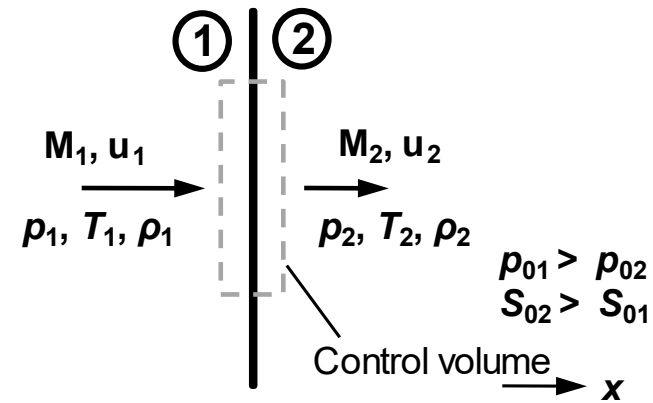 ① ②
M₁, u₁
M₂, u₂
p₁, T₁, ρ₁
p₂, T₂, ρ₂
p₀₁ > p₀₂
S₀₂ > S₀₁
Control volume
x